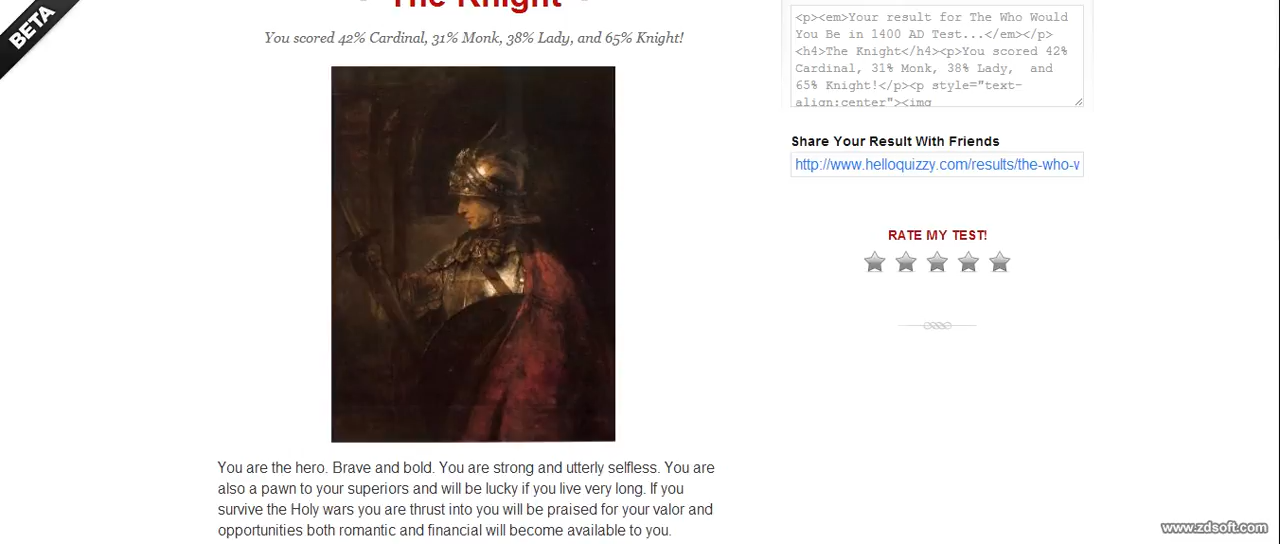 BETA
The Knight
You scored 42% Cardinal, 31% Monk, 38% Lady, and 65% Knight!
You are the hero. Brave and bold. You are strong and utterly selfless. You are
also a pawn to your superiors and will be lucky if you live very long. If you
survive the Holy wars you are thrust into you will be praised for your valor and
opportunities both romantic and financial will become available to you.
<p><em>Your result for The Who Would
You Be in 1400 AD Test...</em></p>
<h4>The Knight</h4><p>You scored 42%
Cardinal, 31% Monk, 38% Lady, and
65% Knight!</p><p style="text-
align:center"><img
Share Your Result With Friends
http://www.helloquizzy.com/results/the-who-w
RATE MY TEST!
www.zdsoft.com